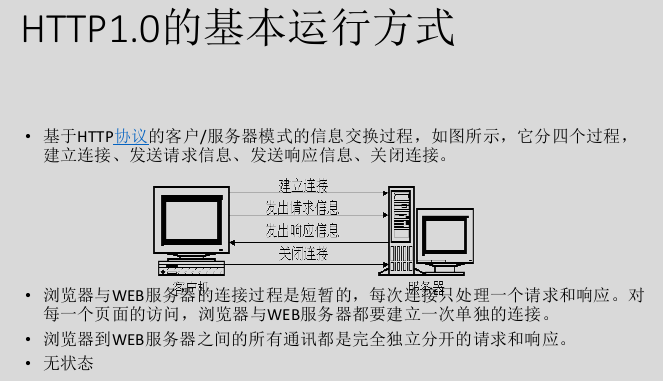 HTTP1.0的基本运行方式
• 基于HTTP协议的客户/服务器模式的信息交换过程，如图所示，它分四个过程，
建立连接、发送请求信息、发送响应信息、关闭连接。
建立连接
发出请求信息
发出响应信息
关闭连接
客户机
服务器
• 浏览器与WEB服务器的连接过程是短暂的，每次连接只处理一个请求和响应。对
每一个页面的访问，浏览器与WEB服务器都要建立一次单独的连接。
• 浏览器到WEB服务器之间的所有通讯都是完全独立分开的请求和响应。
• 无状态